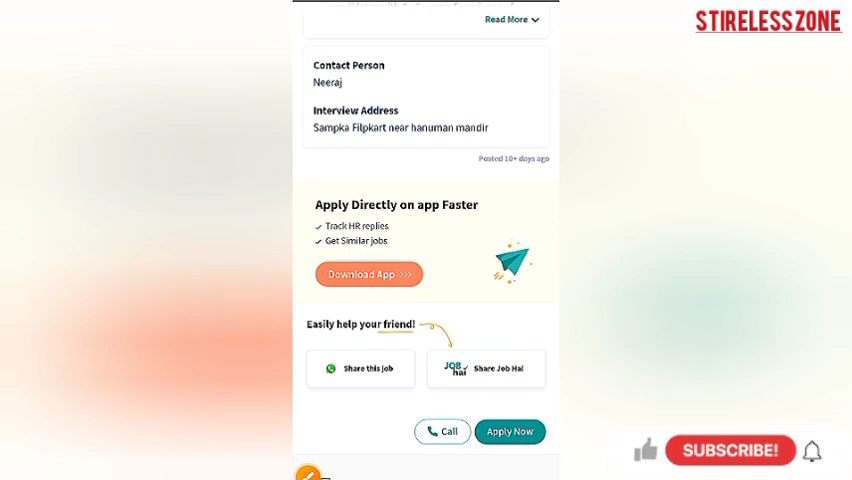 STIRELESSZONE
Read More
Contact Person
Neeraj
Interview Address
Sampka Filpkart near hanuman mandir
Posted 10+ days ago
Apply Directly on app Faster
Track HR replies
Get Similar jobs
Download App >>>
Easily help your friend!
Share this job
JOB hai Share Job Hai
Call
Apply Now
SUBSCRIBE!